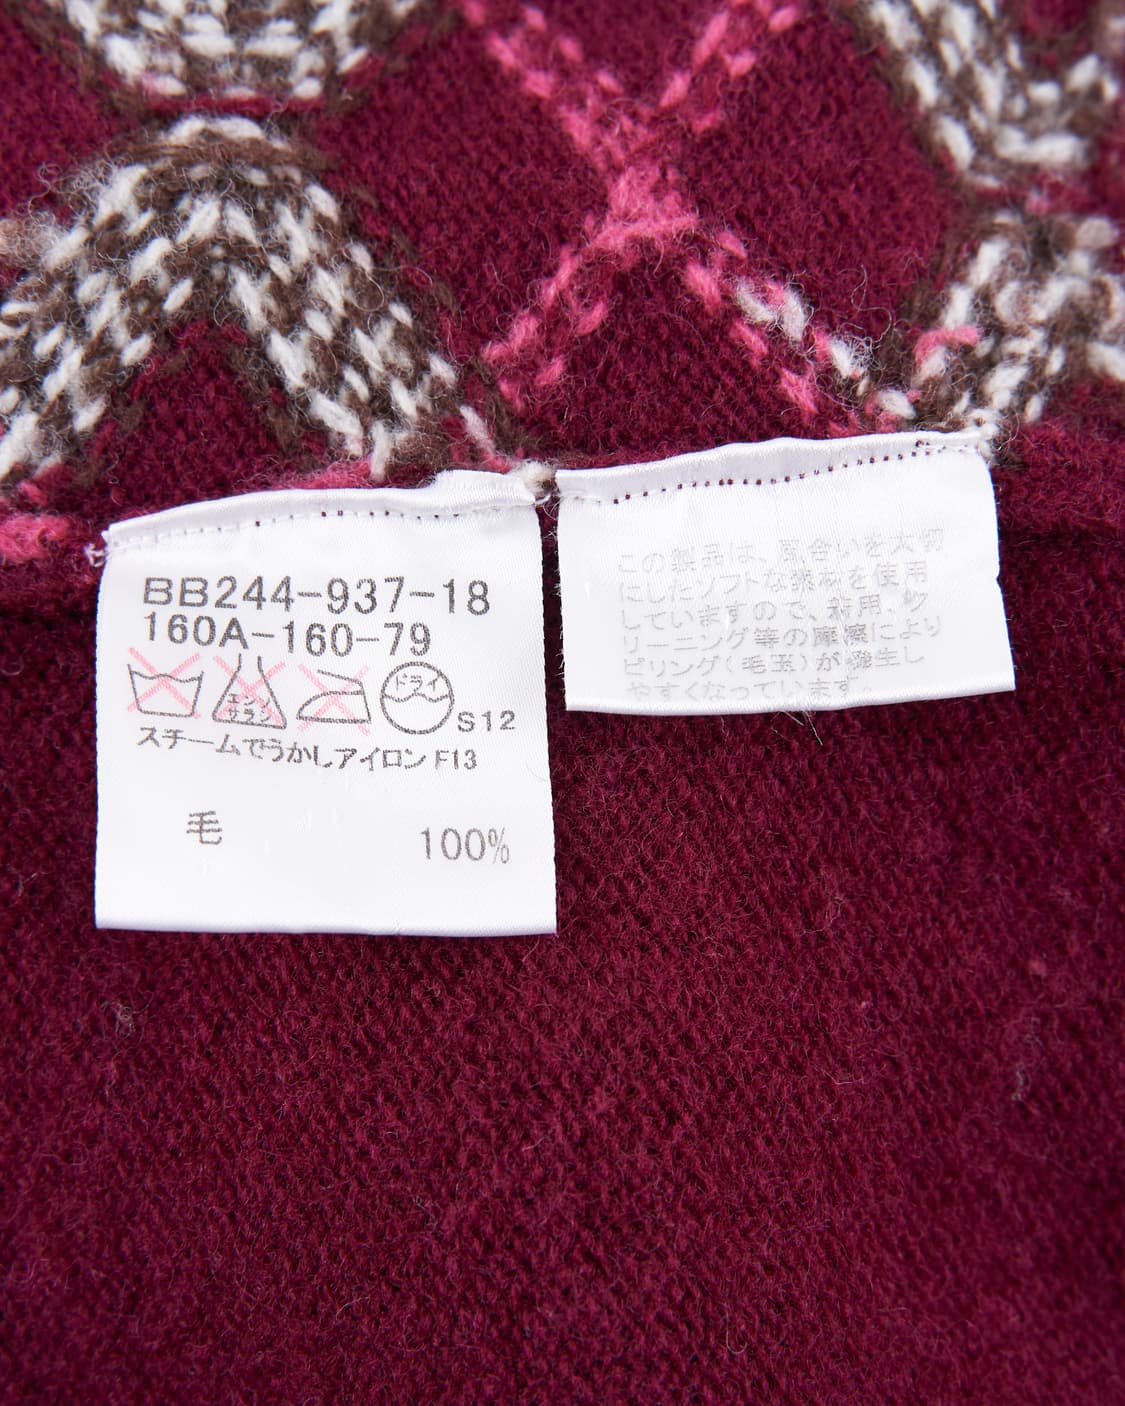 BB244-937-18
160A-160-79
エンソ
サラシ
ドライ
S12
スチームでうかしアイロンF13
毛 100%
この製品は、風合いを大切
にしたソフトな素材を使用
していますので、着用、ク
リーニング等の摩擦により
ピリング(毛玉)が発生し
やすくなっています。